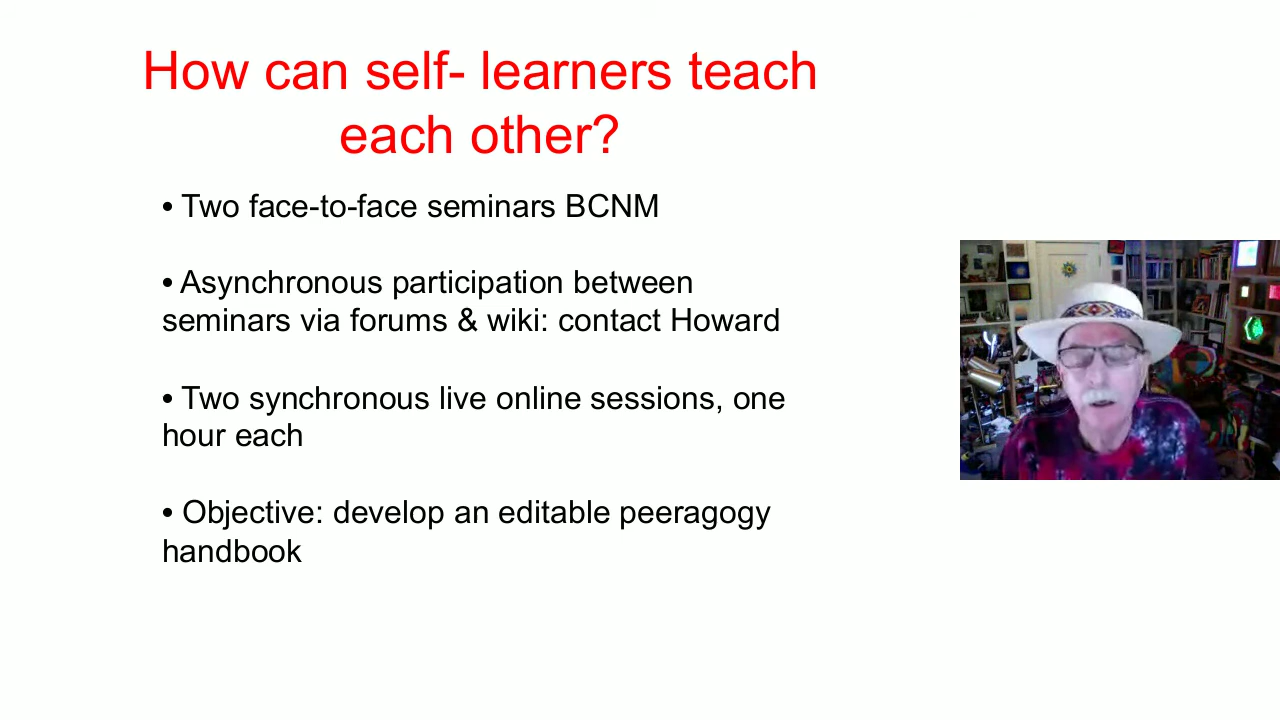 How can self- learners teach
each other?
• Two face-to-face seminars BCNM
• Asynchronous participation between
seminars via forums & wiki: contact Howard
• Two synchronous live online sessions, one
hour each
• Objective: develop an editable peeragogy
handbook